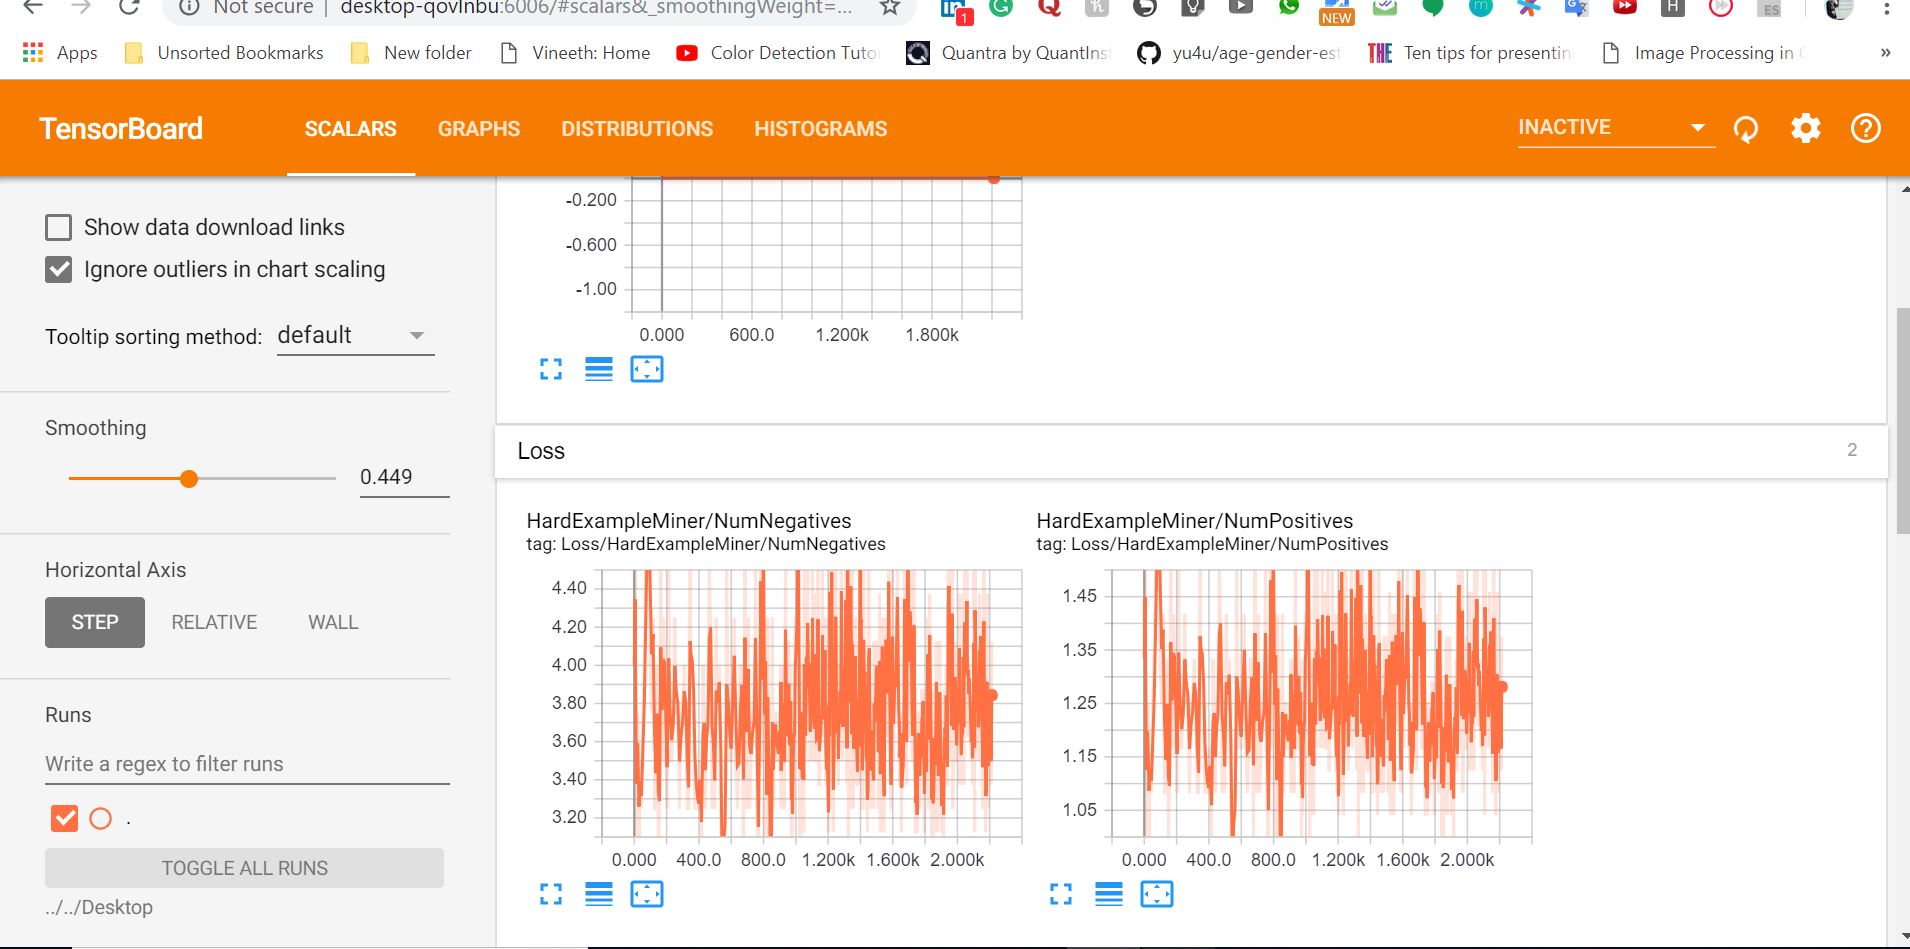 Not secure | desktop-qovlnbu:6006/#scalars&_smoothingWeight=...
1
NEW
H
ES
Apps Unsorted Bookmarks New folder Vineeth: Home Color Detection Tuto Quantra by QuantIns yu4u/age-gender-est THE Ten tips for presentin Image Processing in »
TensorBoard SCALARS GRAPHS DISTRIBUTIONS HISTOGRAMS INACTIVE
Show data download links
Ignore outliers in chart scaling
Tooltip sorting method: default
Smoothing
0.449
Horizontal Axis
STEP RELATIVE WALL
Runs
Write a regex to filter runs
.
TOGGLE ALL RUNS
../../Desktop
-0.200
-0.600
-1.00
0.000 600.0 1.200k 1.800k
Loss 2
HardExampleMiner/NumNegatives
tag: Loss/HardExampleMiner/NumNegatives
4.40
4.20
4.00
3.80
3.60
3.40
3.20
0.000 400.0 800.0 1.200k 1.600k 2.000k
HardExampleMiner/NumPositives
tag: Loss/HardExampleMiner/NumPositives
1.45
1.35
1.25
1.15
1.05
0.000 400.0 800.0 1.200k 1.600k 2.000k